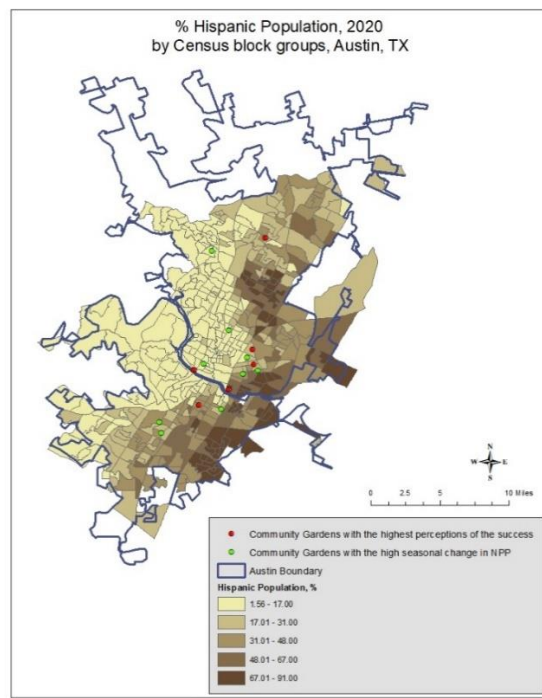 % Hispanic Population, 2020
by Census block groups, Austin, TX
N
W E
S
0 2.5 5 10 Miles
Community Gardens with the highest perceptions of the success
Community Gardens with the high seasonal change in NPP
Austin Boundary
Hispanic Population, %
1.56 - 17.00
17.01 - 31.00
31.01 - 48.00
48.01 - 67.00
67.01 - 91.00